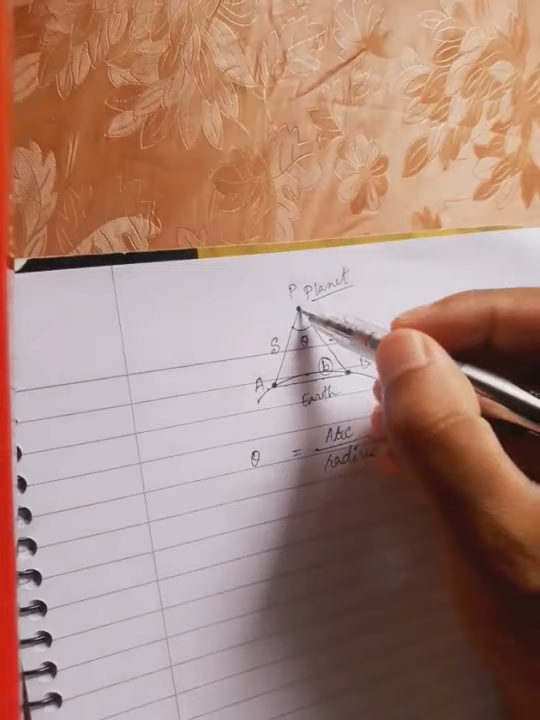 P Planet
S θ
A b
Earth
θ = Arc
radius